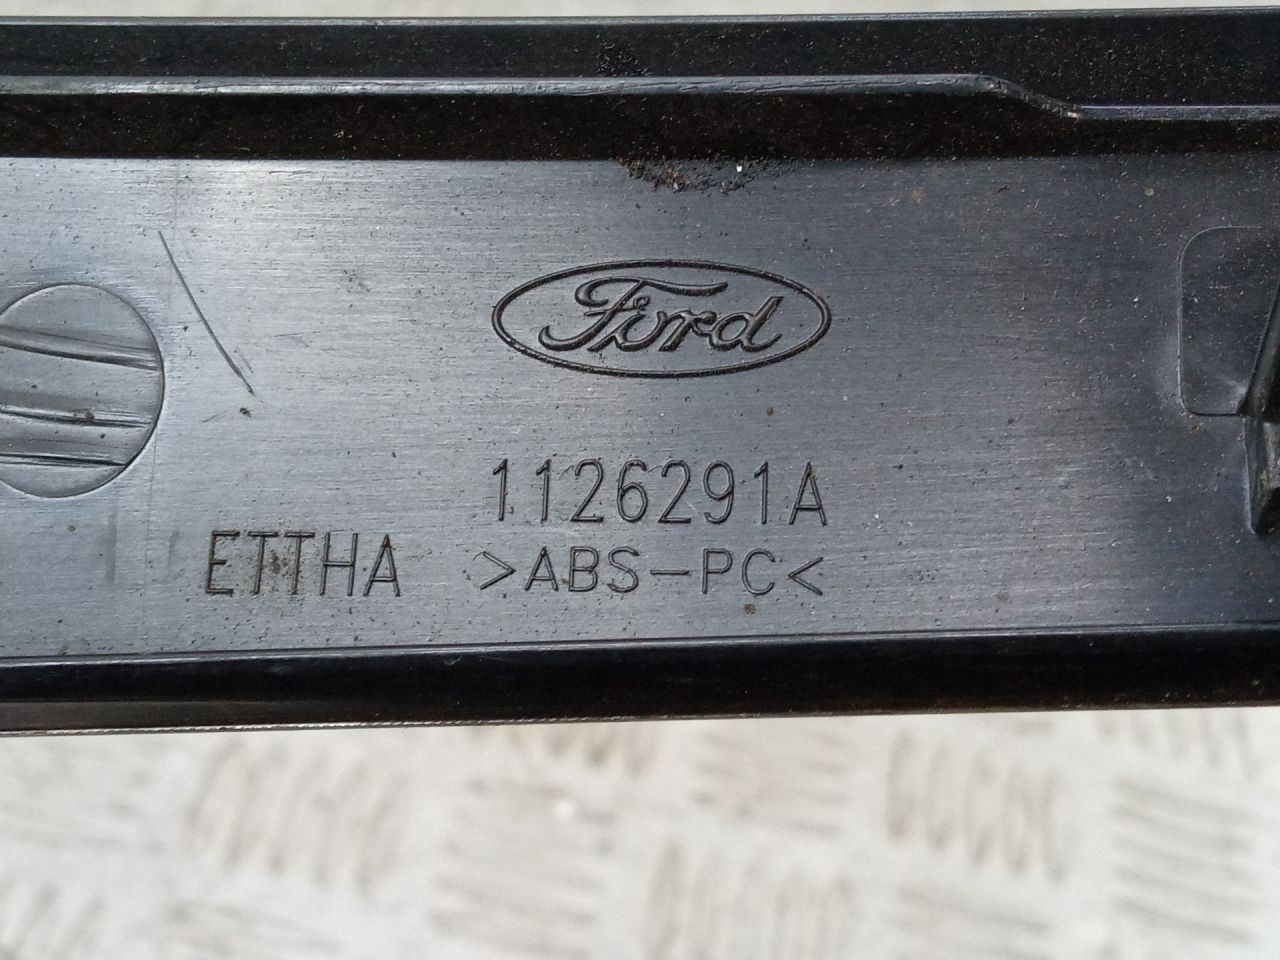 Ford
1126291A
ETTHA >ABS-PC<